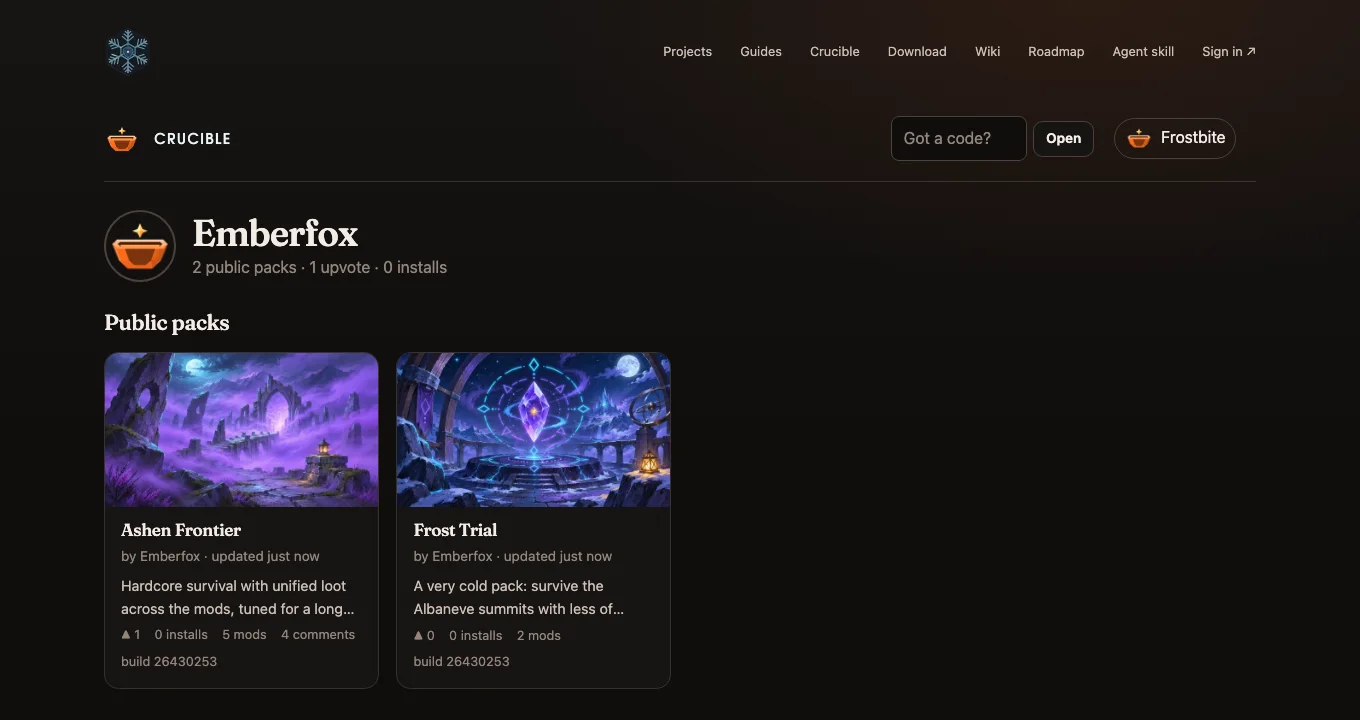 Projects Guides Crucible Download Wiki Roadmap Agent skill Sign in ↗
CRUCIBLE
Got a code?
Open
Frostbite
Emberfox
2 public packs · 1 upvote · 0 installs
Public packs
Ashen Frontier
by Emberfox · updated just now
Hardcore survival with unified loot
across the mods, tuned for a long...
▲ 1 0 installs 5 mods 4 comments
build 26430253
Frost Trial
by Emberfox · updated just now
A very cold pack: survive the
Albaneve summits with less of...
▲ 0 0 installs 2 mods
build 26430253